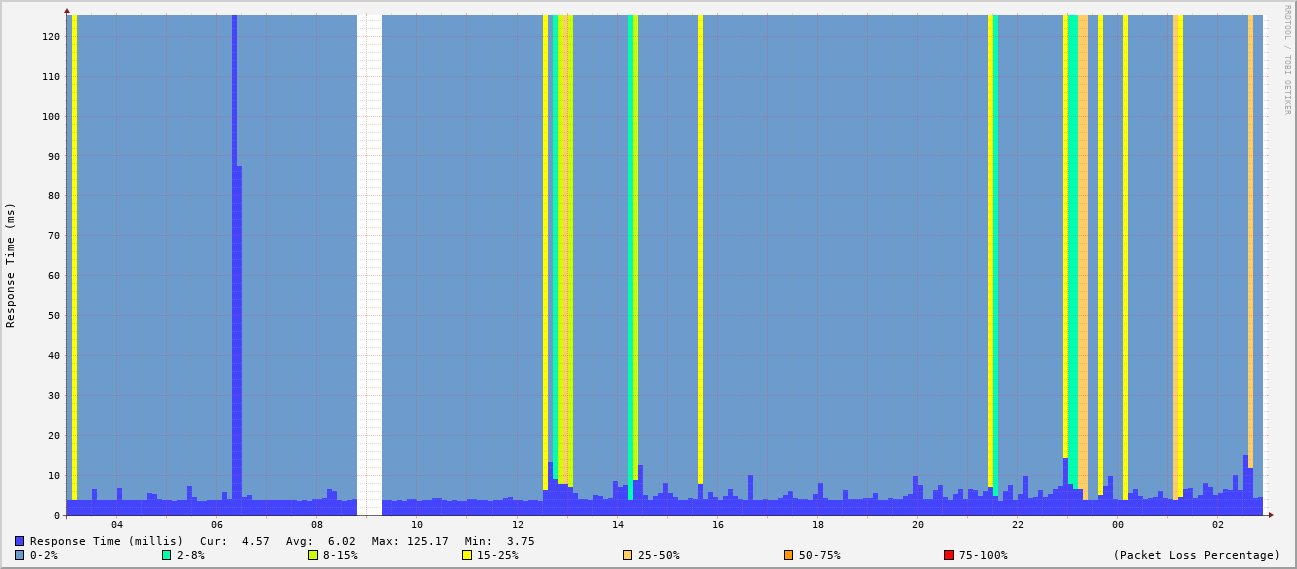 RRDTOOL / TOBI OETIKER
Response Time (ms)
120
110
100
90
80
70
60
50
40
30
20
10
0
04 06 08 10 12 14 16 18 20 22 00 02
Response Time (millis) Cur: 4.57 Avg: 6.02 Max: 125.17 Min: 3.75
0-2% 2-8% 8-15% 15-25% 25-50% 50-75% 75-100% (Packet Loss Percentage)